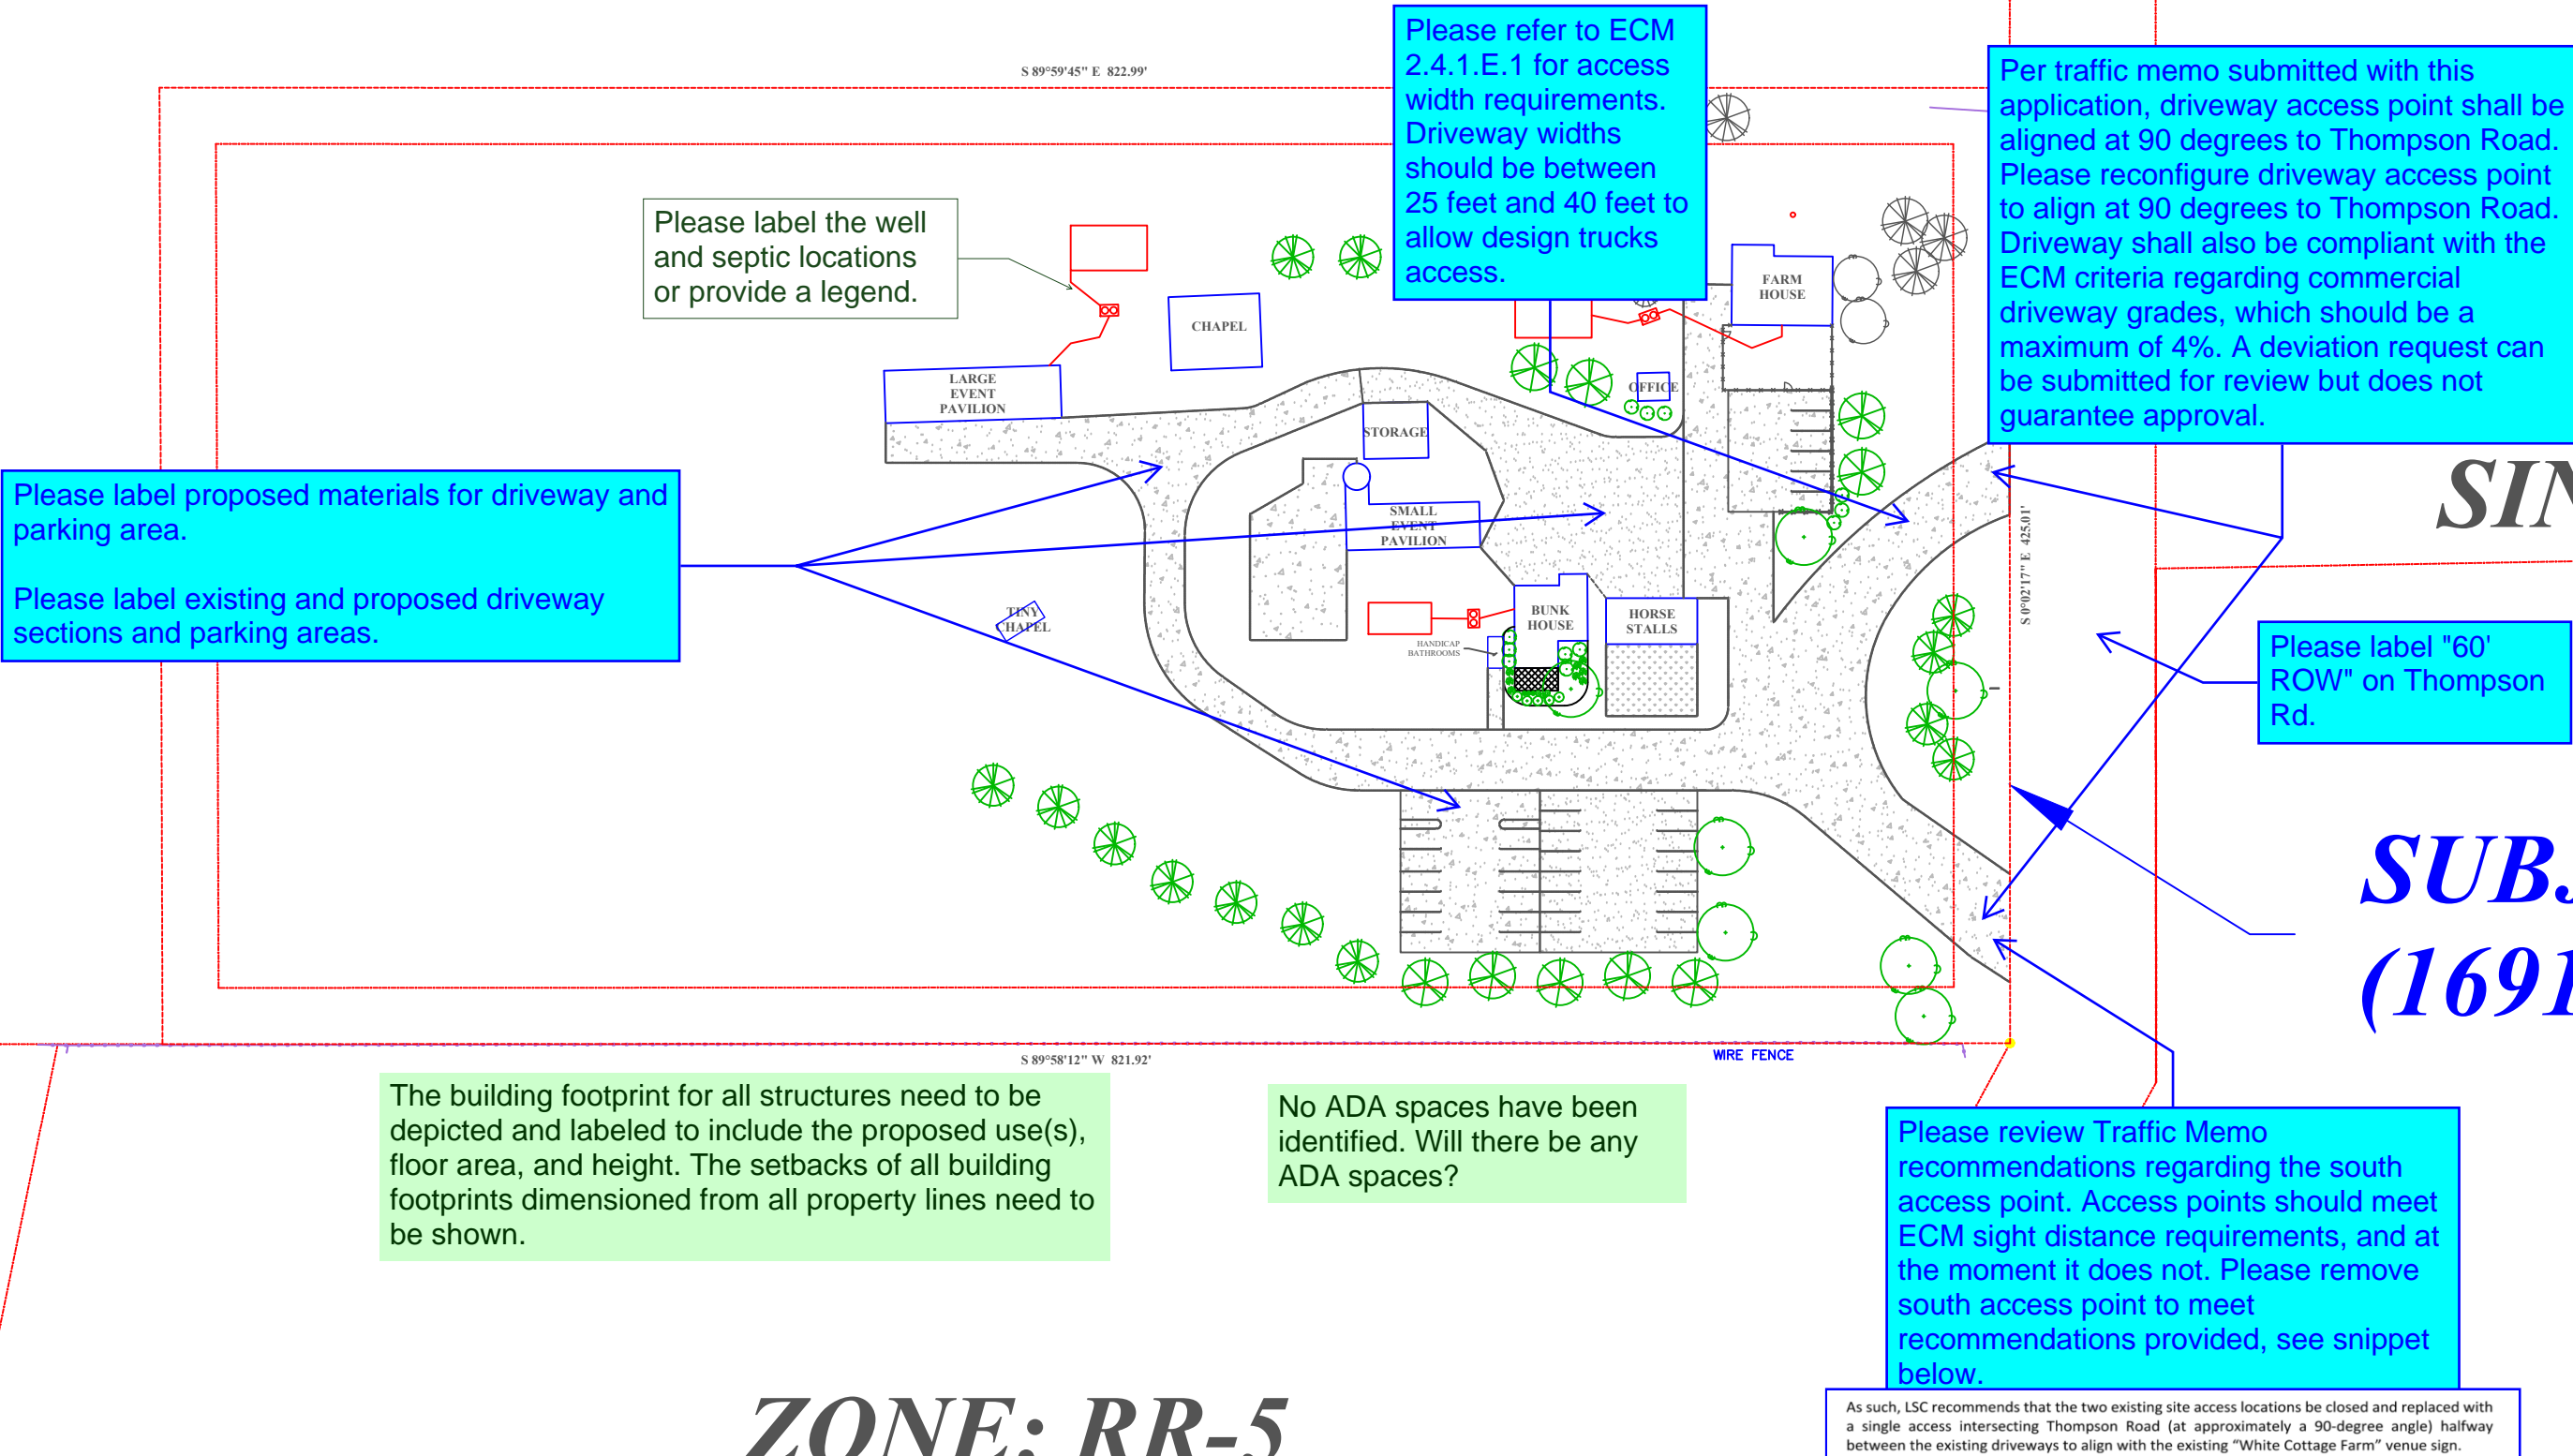 S 89°59'45" E 822.99'
Please refer to ECM
2.4.1.E.1 for access
width requirements.
Driveway widths
should be between
25 feet and 40 feet to
allow design trucks
access.
Per traffic memo submitted with this
application, driveway access point shall be
aligned at 90 degrees to Thompson Road.
Please reconfigure driveway access point
to align at 90 degrees to Thompson Road.
Driveway shall also be compliant with the
ECM criteria regarding commercial
driveway grades, which should be a
maximum of 4%. A deviation request can
be submitted for review but does not
guarantee approval.
Please label the well
and septic locations
or provide a legend.
CHAPEL
FARM
HOUSE
LARGE
EVENT
PAVILION
OFFICE
STORAGE
Please label proposed materials for driveway and
parking area.
Please label existing and proposed driveway
sections and parking areas.
SMALL
EVENT
PAVILION
S 0°02'17" E 425.01'
TINY
CHAPEL
BUNK
HOUSE
HORSE
STALLS
HANDICAP
BATHROOMS
Please label "60'
ROW" on Thompson
Rd.
SUB
(1691
S 89°58'12" W 821.92'
WIRE FENCE
The building footprint for all structures need to be
depicted and labeled to include the proposed use(s),
floor area, and height. The setbacks of all building
footprints dimensioned from all property lines need to
be shown.
No ADA spaces have been
identified. Will there be any
ADA spaces?
Please review Traffic Memo
recommendations regarding the south
access point. Access points should meet
ECM sight distance requirements, and at
the moment it does not. Please remove
south access point to meet
recommendations provided, see snippet
below.
As such, LSC recommends that the two existing site access locations be closed and replaced with
a single access intersecting Thompson Road (at approximately a 90-degree angle) halfway
between the existing driveways to align with the existing “White Cottage Farm” venue sign.
ZONE: RR-5